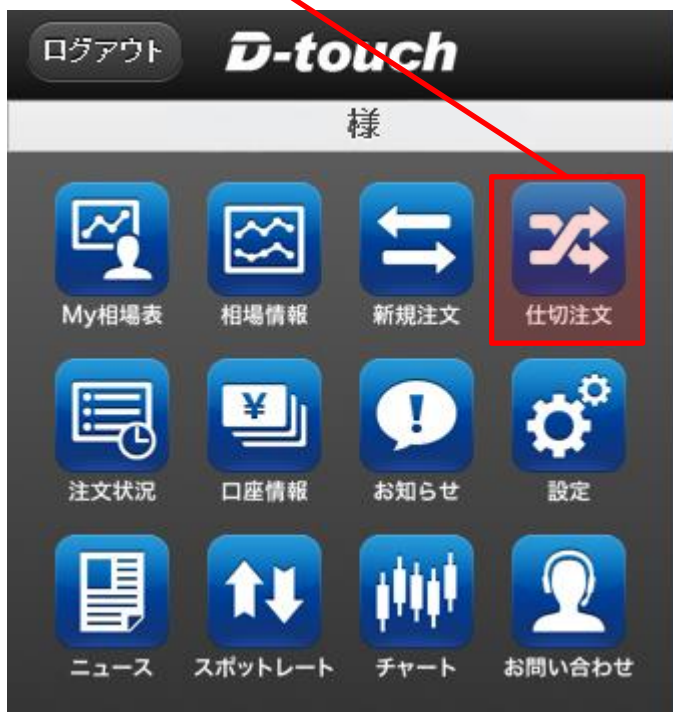 ログアウト D-touch
様
My相場表 相場情報 新規注文 仕切注文
注文状況 口座情報 お知らせ 設定
ニュース スポットレート チャート お問い合わせ